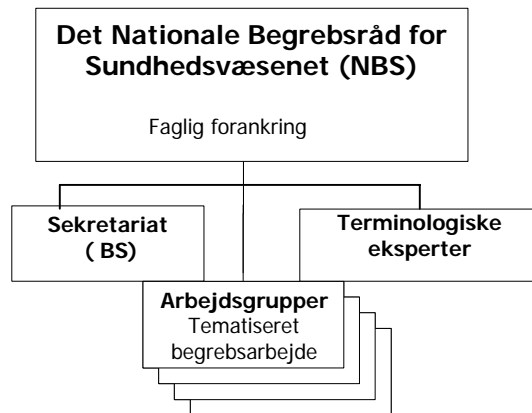 Det Nationale Begrebsråd for
Sundhedsvæsenet (NBS)
Faglig forankring
Sekretariat
( BS)
Terminologiske
eksperter
Arbejdsgrupper
Tematiseret
begrebsarbejde